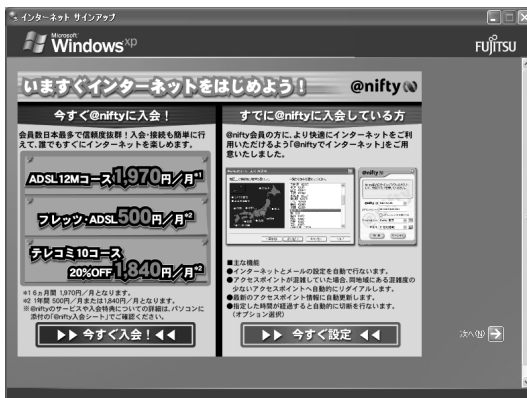 インターネット サインアップ
Microsoft
Windows xp
FUJITSU
いますぐインターネットをはじめよう！
@nifty
今すぐ@niftyに入会！
会員数日本最多で信頼度抜群！入会・接続も簡単に行
えて、誰でもすぐにインターネットを楽しめます。
ADSL12Mコース 1,970円/月*1
フレッツ・ADSL 500円/月*2
テレコミ10コース
20%OFF 1,840円/月*2
*1 6ヵ月間 1,970円／月となります。
*2 1年間 500円／月または1,840円／月となります。
※@niftyのサービスや入会特典についての詳細は、パソコンに
添付の「@nifty入会シート」でご確認ください。
▶▶ 今すぐ入会！ ◀◀
すでに@niftyに入会している方
@nifty会員の方に、より快適にインターネットをご利
用いただけるよう「@niftyでインターネット」をご用
意いたしました。
@nifty
■主な機能
●インターネットとメールの設定を自動で行ないます。
●アクセスポイントが混雑していた場合、同地域にある混雑度の
少ないアクセスポイントへ自動的にリダイアルします。
●最新のアクセスポイント情報に自動更新します。
●指定した時間が経過すると自動的に切断を行ないます。
（オプション選択）
▶▶ 今すぐ設定 ◀◀
次へ(N)